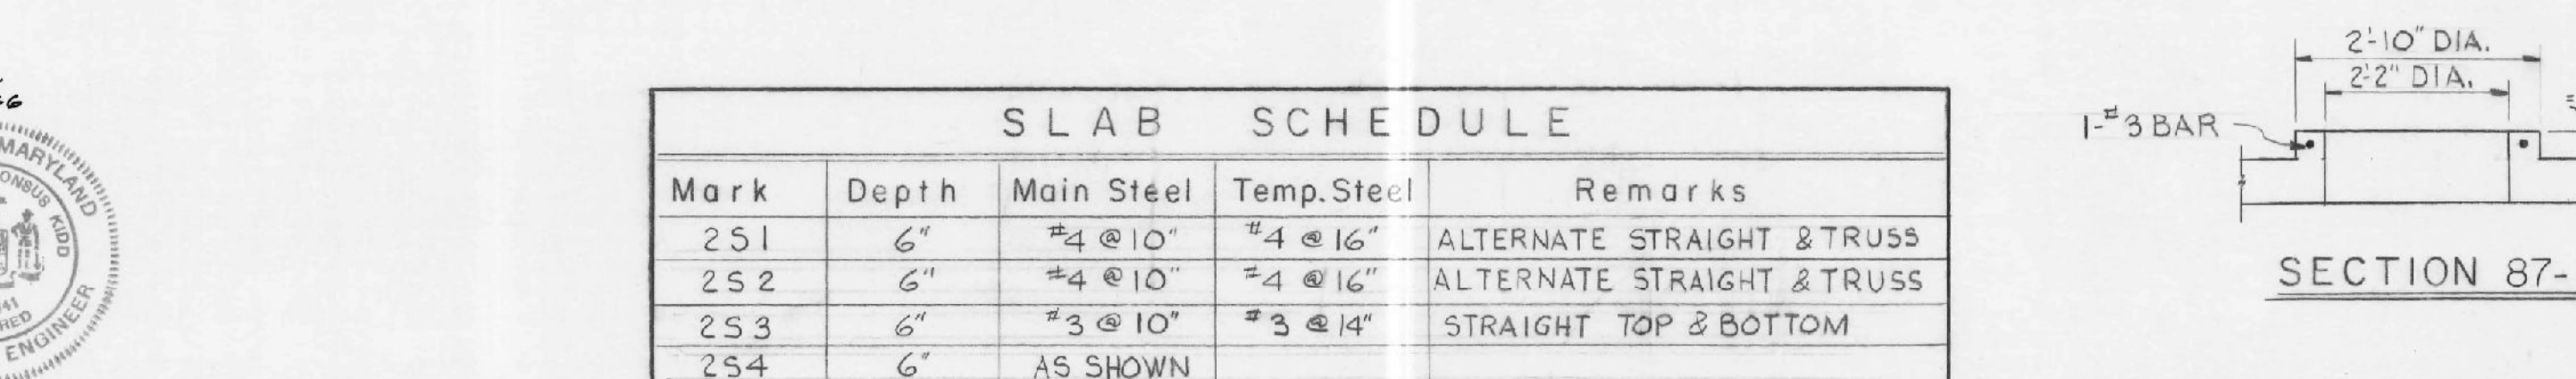 MARYLAND
KIDD
ENGINEER
SLAB SCHEDULE
Mark Depth Main Steel Temp. Steel Remarks
2S1 6" #4 @ 10" #4 @ 16" ALTERNATE STRAIGHT & TRUSS
2S2 6" #4 @ 10" #4 @ 16" ALTERNATE STRAIGHT & TRUSS
2S3 6" #3 @ 10" #3 @ 14" STRAIGHT TOP & BOTTOM
2S4 6" AS SHOWN
2'-10" DIA.
2'-2" DIA.
1-#3 BAR
SECTION 87-